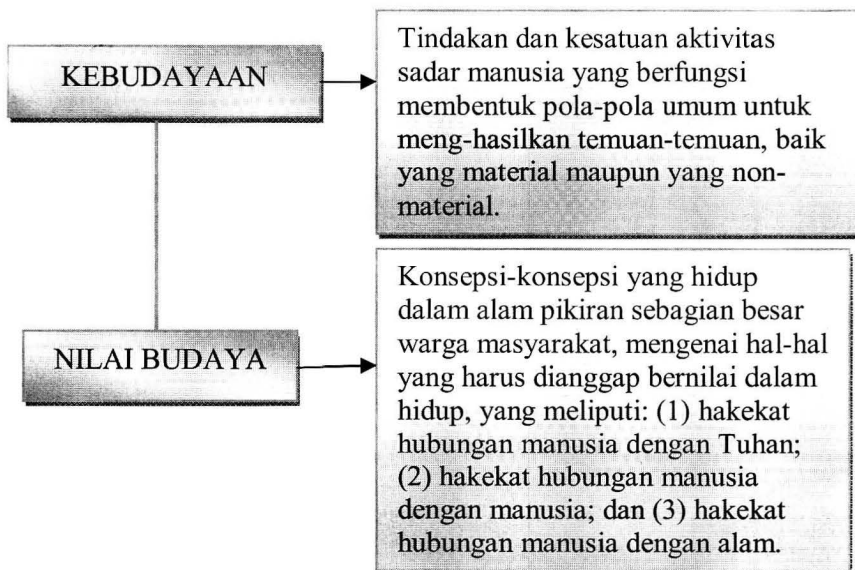 KEBUDAYAAN
Tindakan dan kesatuan aktivitas
sadar manusia yang berfungsi
membentuk pola-pola umum untuk
meng-hasilkan temuan-temuan, baik
yang material maupun yang non-
material.
NILAI BUDAYA
Konsepsi-konsepsi yang hidup
dalam alam pikiran sebagian besar
warga masyarakat, mengenai hal-hal
yang harus dianggap bernilai dalam
hidup, yang meliputi: (1) hakekat
hubungan manusia dengan Tuhan;
(2) hakekat hubungan manusia
dengan manusia; dan (3) hakekat
hubungan manusia dengan alam.